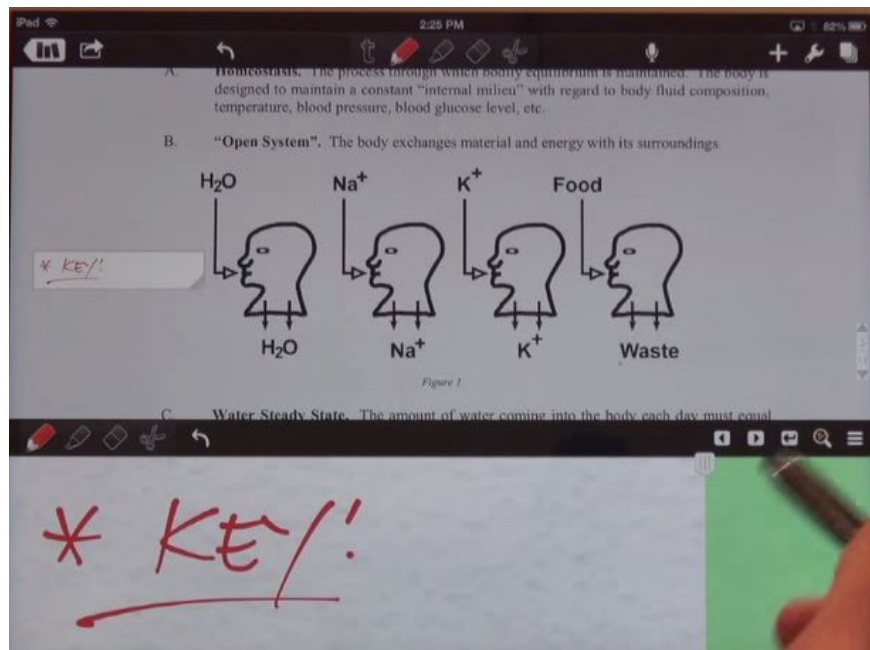 iPad 2:25 PM 82%
t
A. Homeostasis. The process through which bodily equilibrium is maintained. The body is
designed to maintain a constant “internal milieu” with regard to body fluid composition,
temperature, blood pressure, blood glucose level, etc.
B. “Open System”. The body exchanges material and energy with its surroundings
H₂O Na⁺ K⁺ Food
* KEY!
H₂O Na⁺ K⁺ Waste
Figure 1
C. Water Steady State. The amount of water coming into the body each day must equal
* KEY!